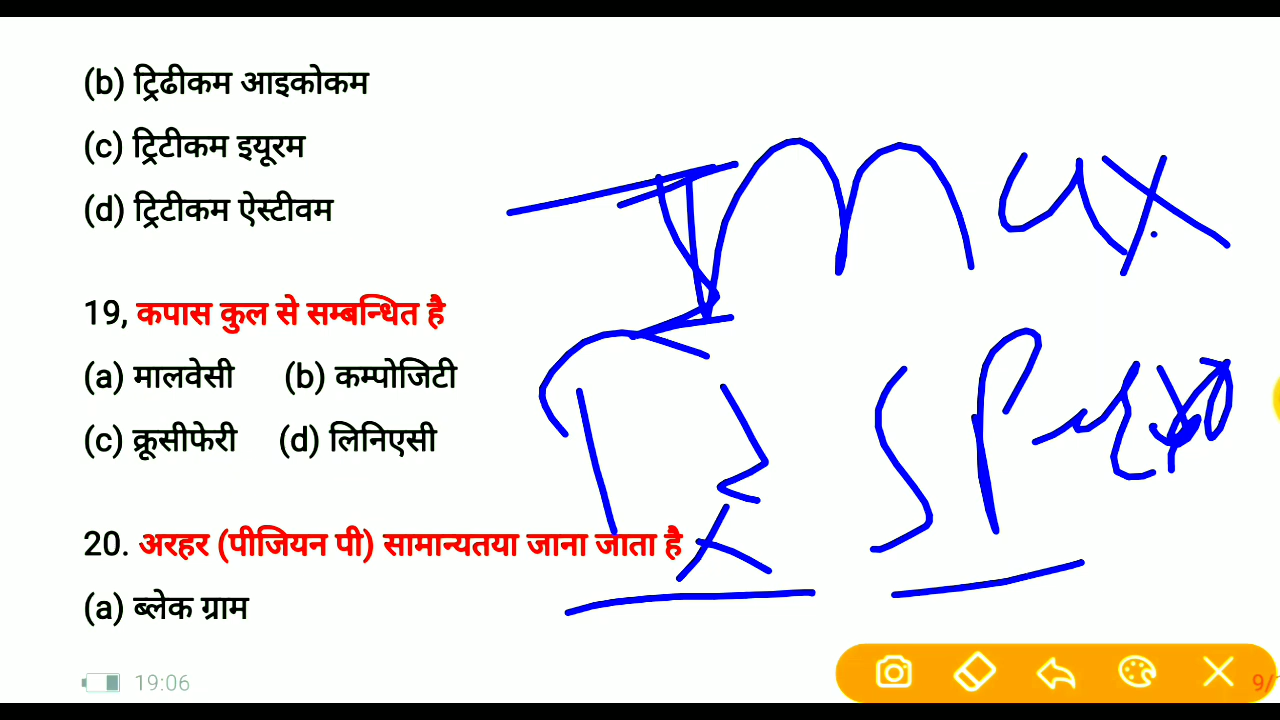 (b) ट्रिढीकम आइकोकम
(c) ट्रिटीकम इयूरम
(d) ट्रिटीकम ऐस्टीवम
19, कपास कुल से सम्बन्धित है
(a) मालवेसी (b) कम्पोजिटी
(c) क्रूसीफेरी (d) लिनिएसी
20. अरहर (पीजियन पी) सामान्यतया जाना जाता है
(a) ब्लेक ग्राम
19:06